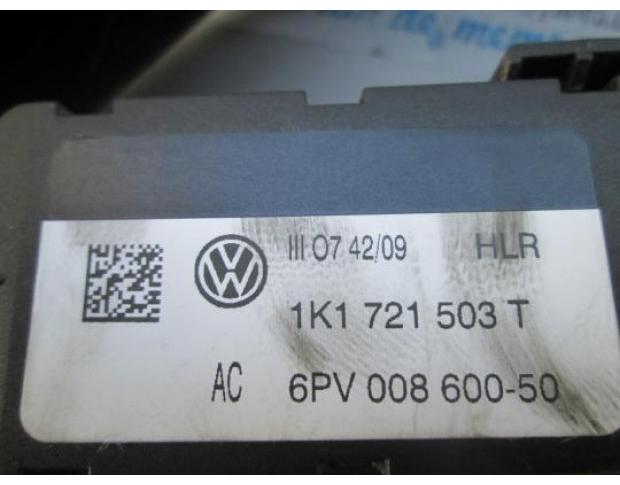 III 07 42/09 HLR
1K1 721 503 T
AC 6PV 008 600-50